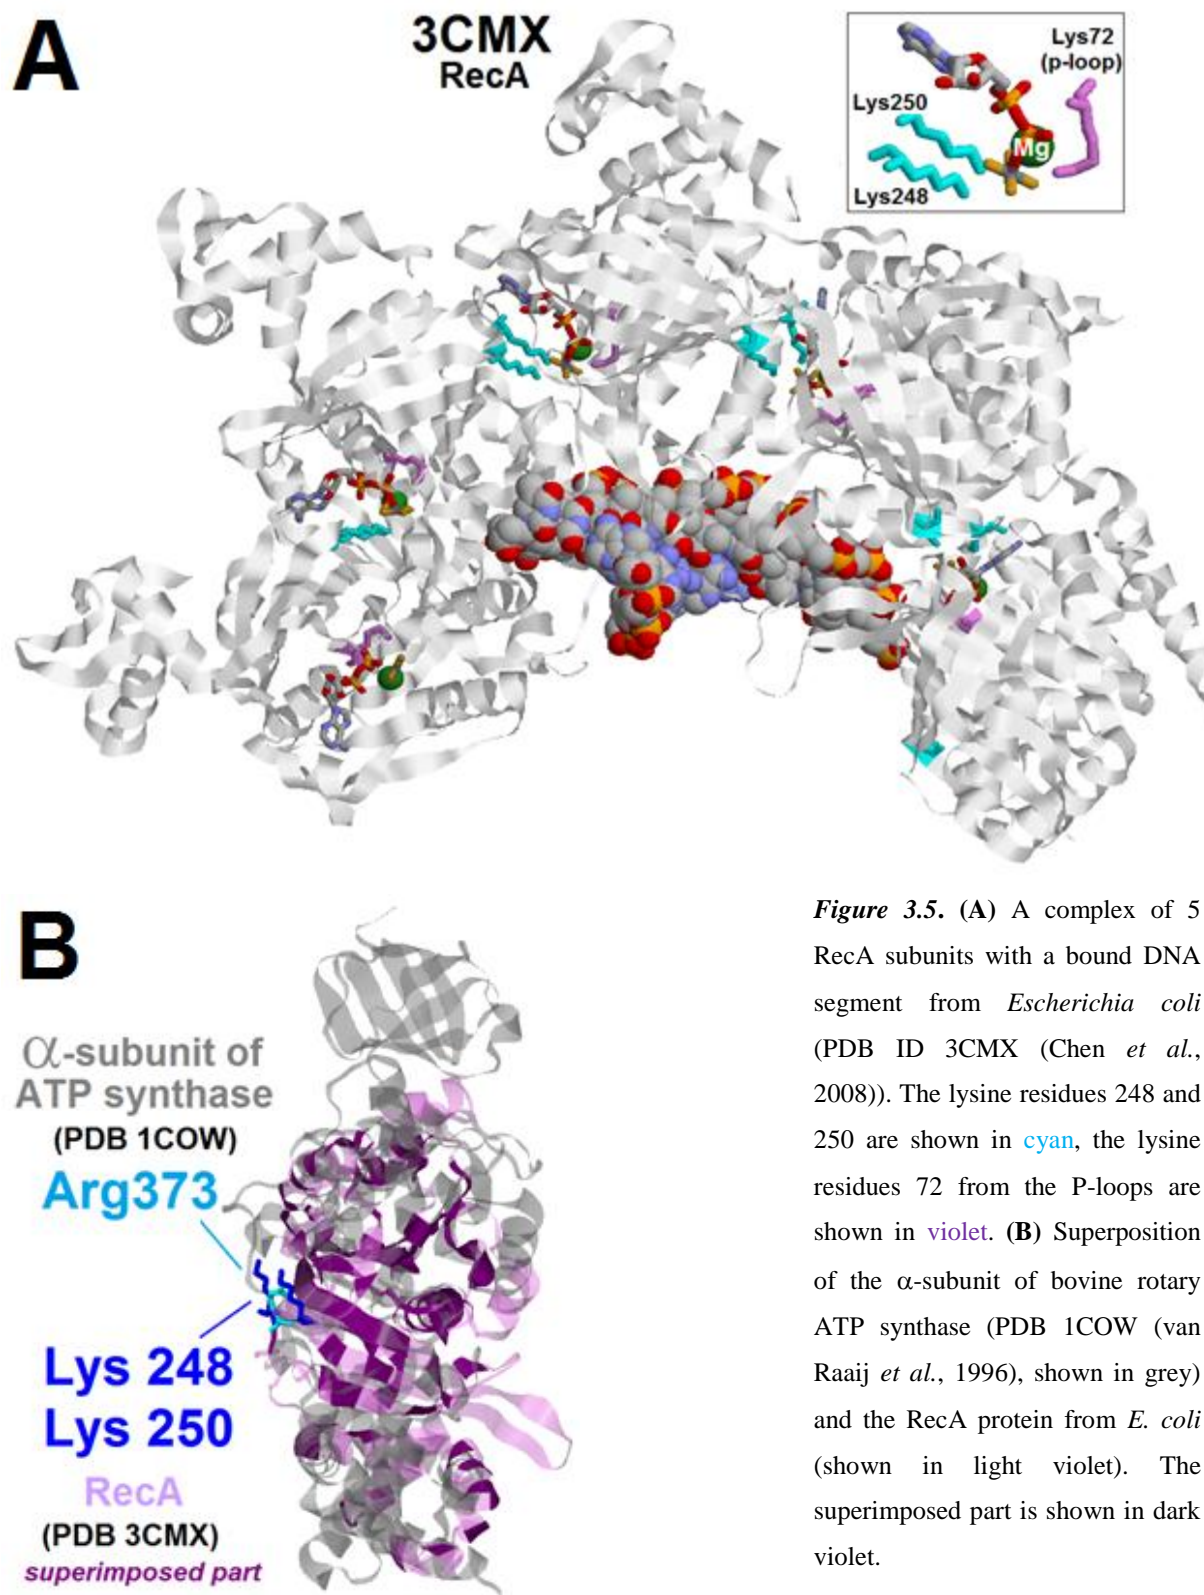 A
3CMX
RecA
Lys72
(p-loop)
Lys250
Mg
Lys248
B
α-subunit of
ATP synthase
(PDB 1COW)
Arg373
Lys 248
Lys 250
RecA
(PDB 3CMX)
superimposed part
Figure 3.5. (A) A complex of 5
RecA subunits with a bound DNA
segment from Escherichia coli
(PDB ID 3CMX (Chen et al.,
2008)). The lysine residues 248 and
250 are shown in cyan, the lysine
residues 72 from the P-loops are
shown in violet. (B) Superposition
of the α-subunit of bovine rotary
ATP synthase (PDB 1COW (van
Raaij et al., 1996), shown in grey)
and the RecA protein from E. coli
(shown in light violet). The
superimposed part is shown in dark
violet.